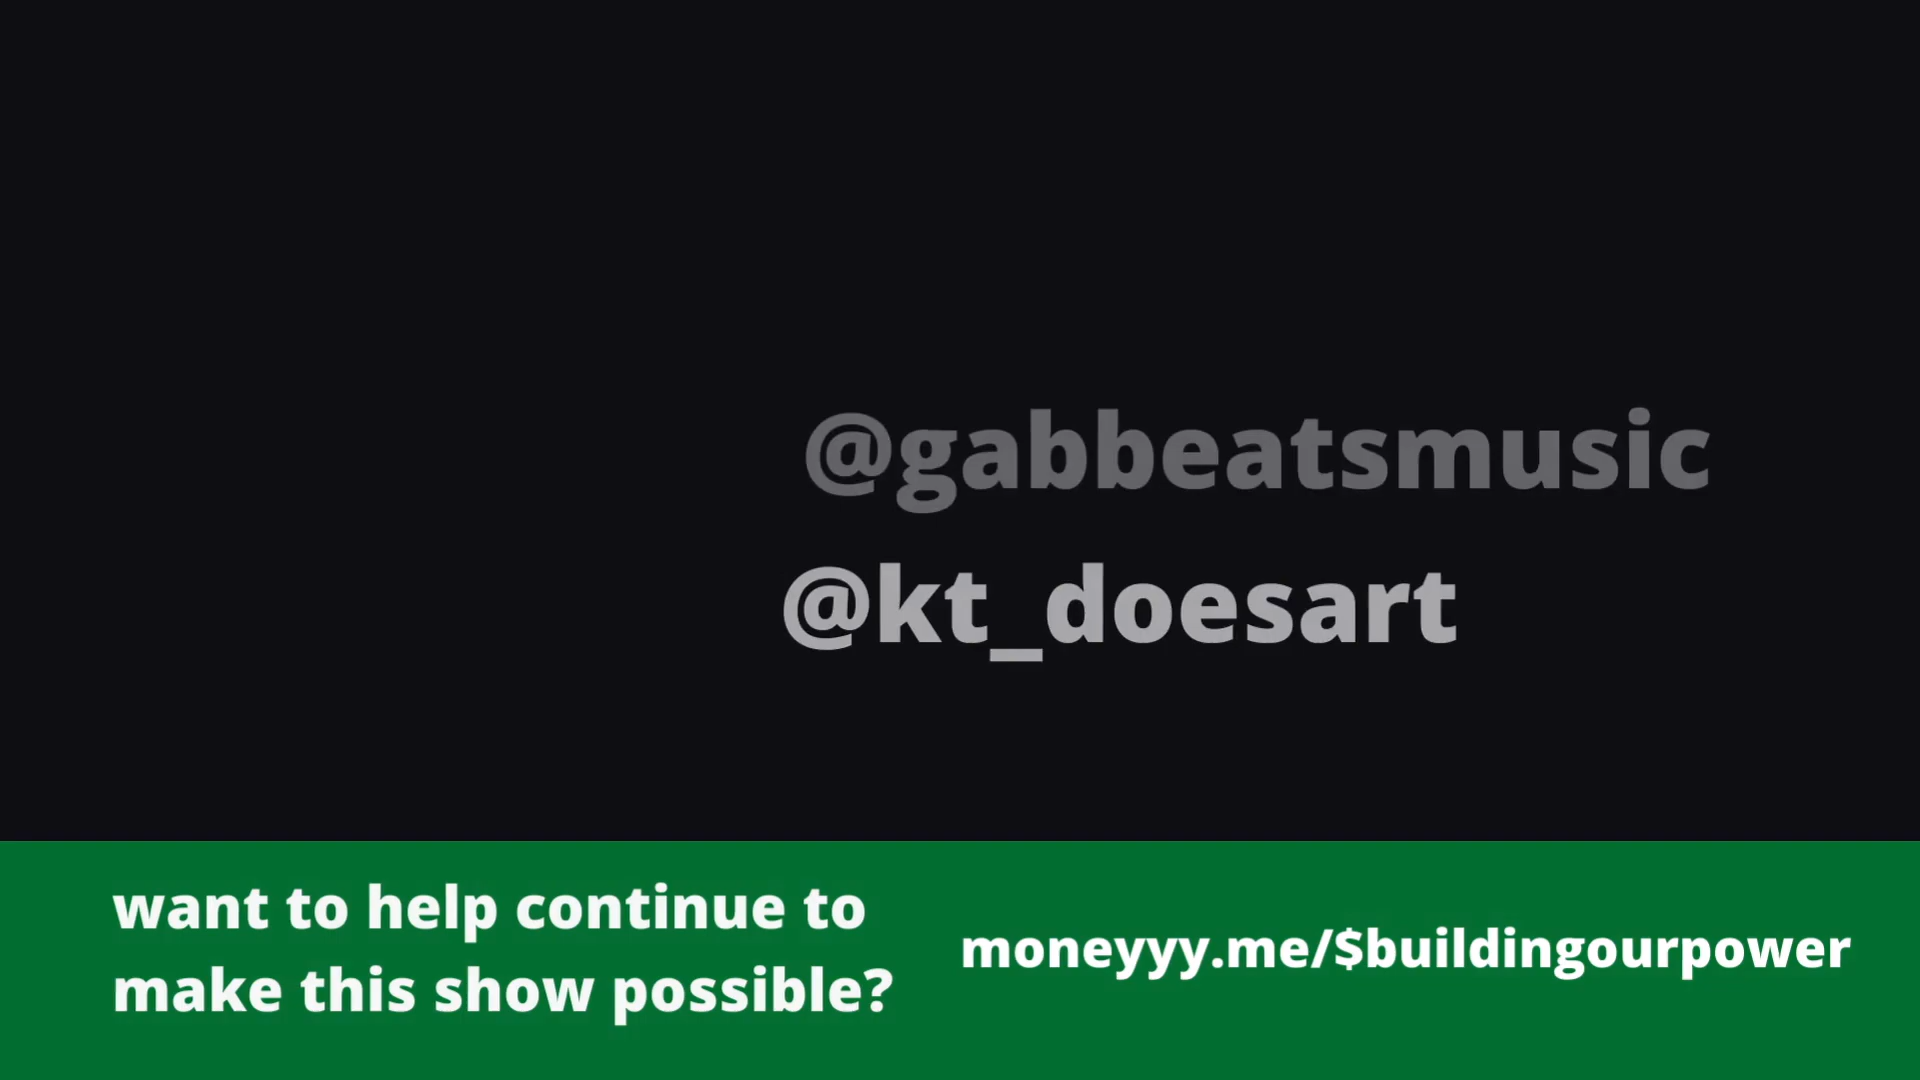 @gabbeatsmusic
@kt_doesart
want to help continue to
make this show possible?
moneyyy.me/$buildingourpower